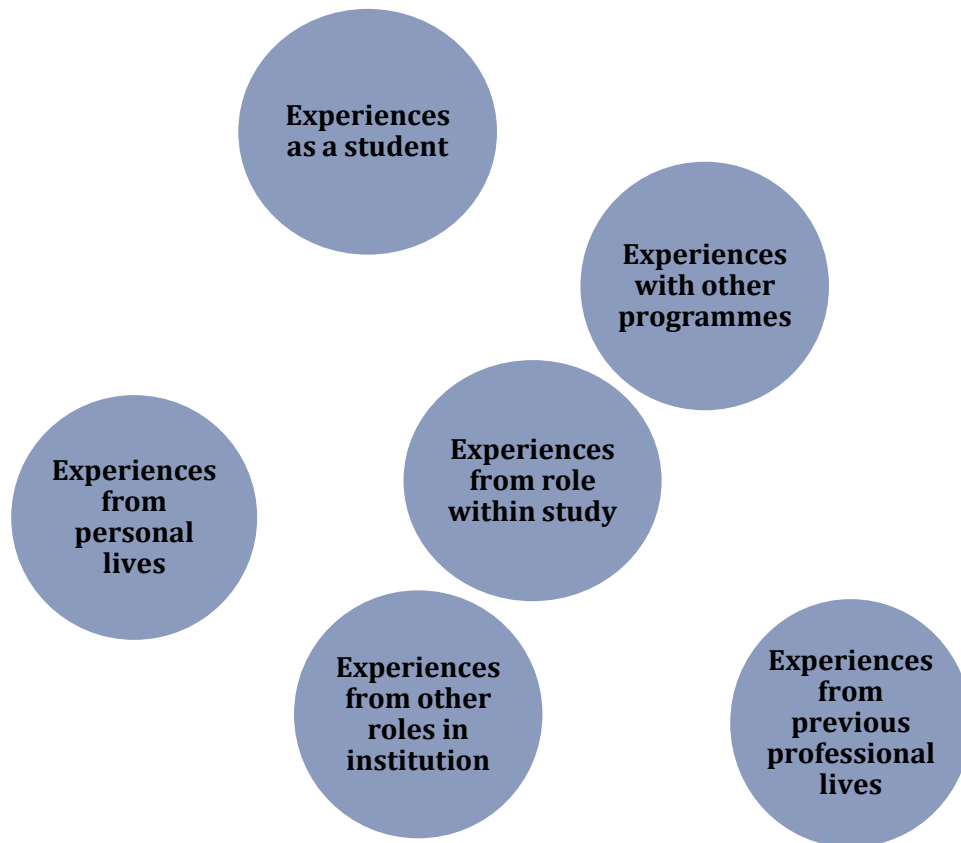 Experiences
as a student
Experiences
with other
programmes
Experiences
from role
within study
Experiences
from
personal
lives
Experiences
from other
roles in
institution
Experiences
from
previous
professional
lives